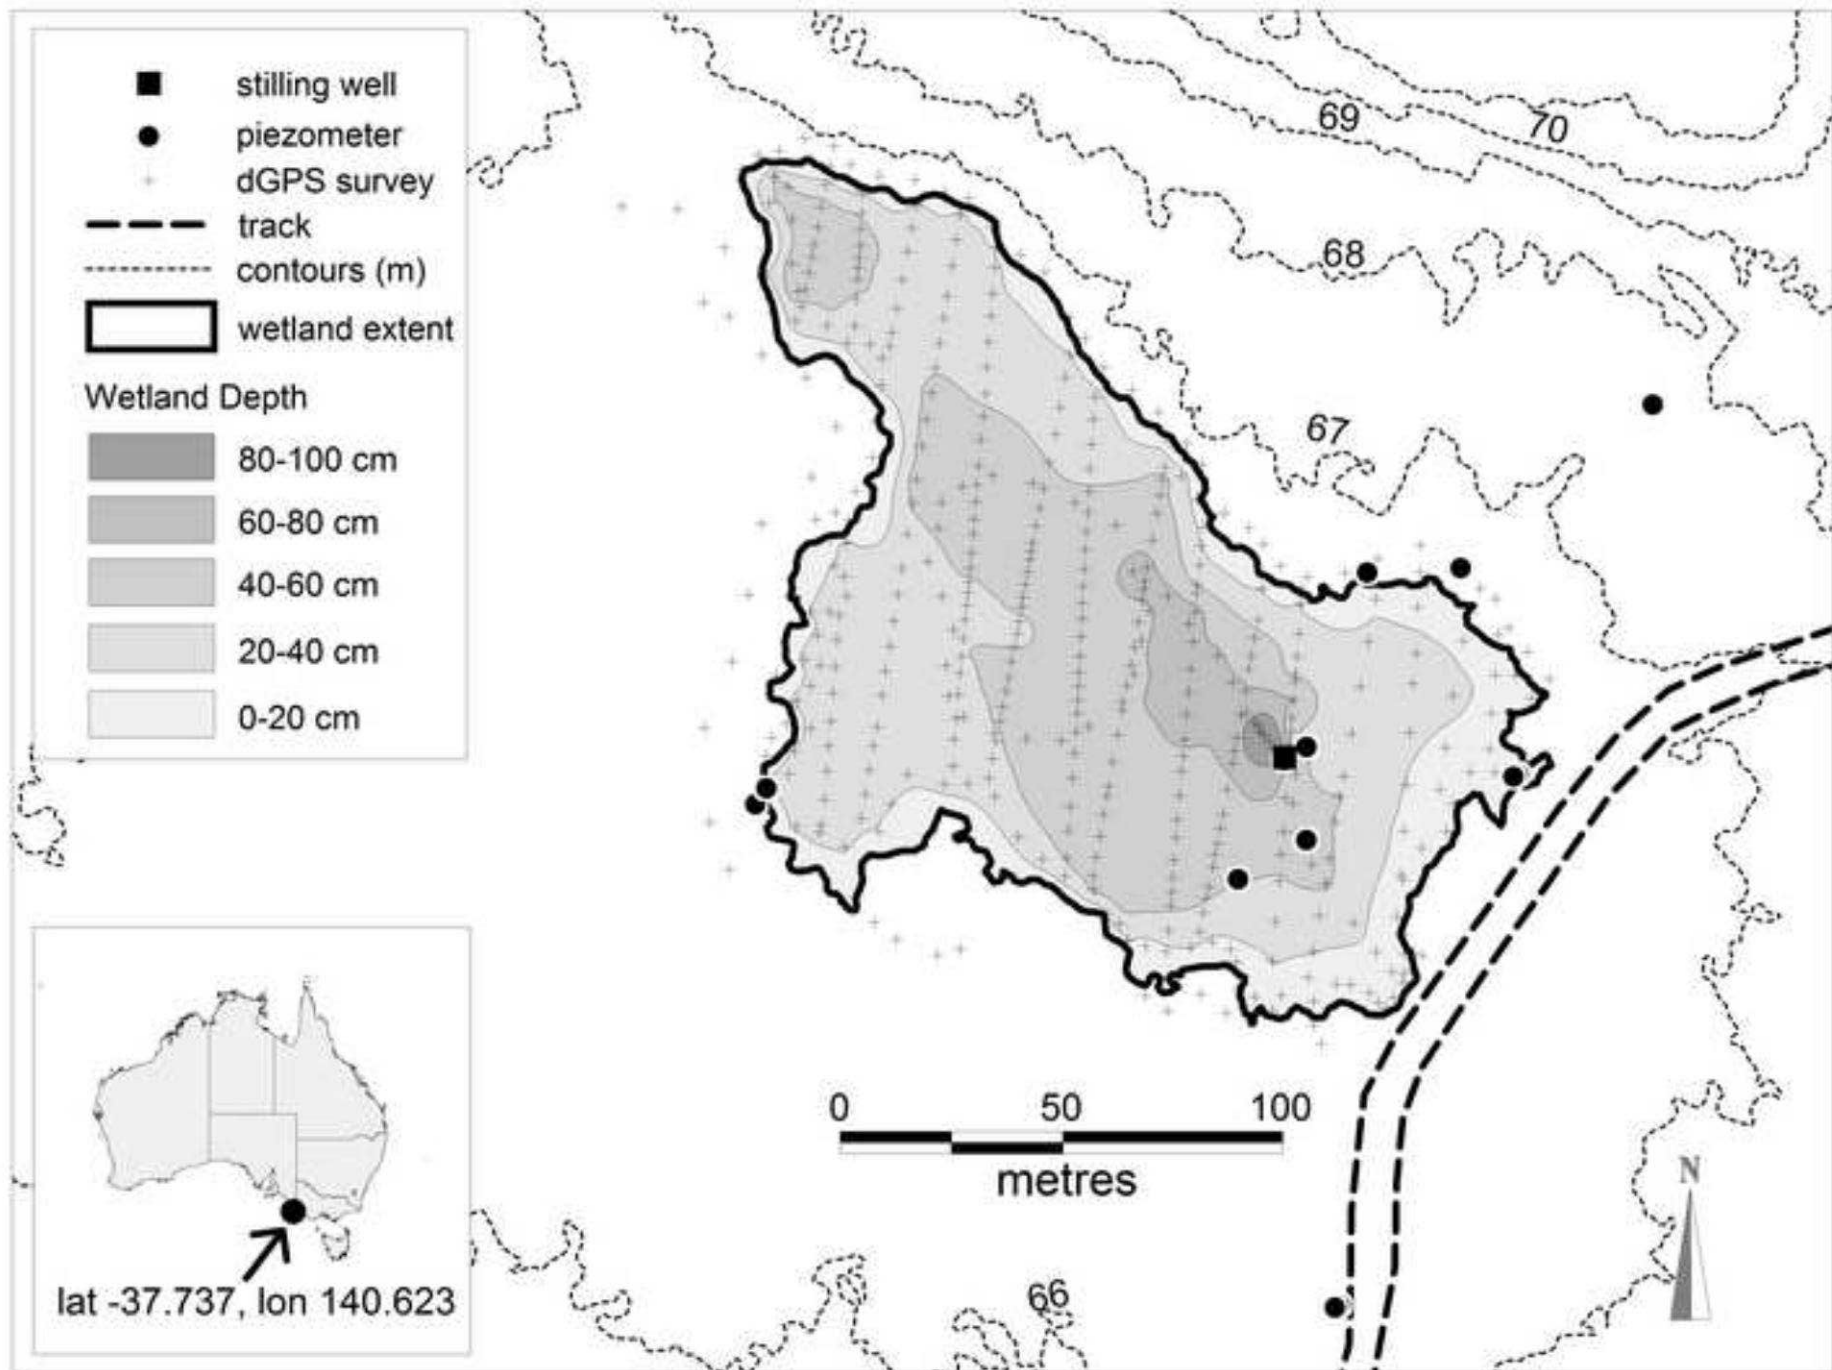 stilling well
piezometer
dGPS survey
track
contours (m)
wetland extent
Wetland Depth
80-100 cm
60-80 cm
40-60 cm
20-40 cm
0-20 cm
69
70
68
67
66
0 50 100
metres
N
lat -37.737, lon 140.623